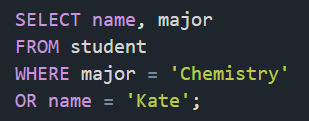 SELECT name, major
FROM student
WHERE major = 'Chemistry'
OR name = 'Kate';